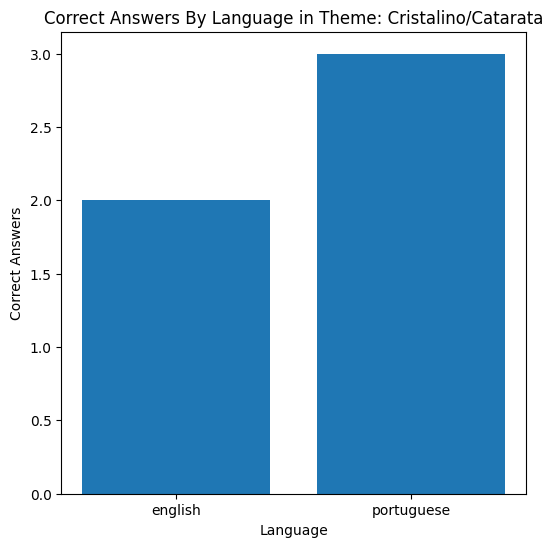 Correct Answers By Language in Theme: Cristalino/Catarata
3.0
2.5
2.0
1.5
1.0
0.5
0.0
Correct Answers
english
portuguese
Language